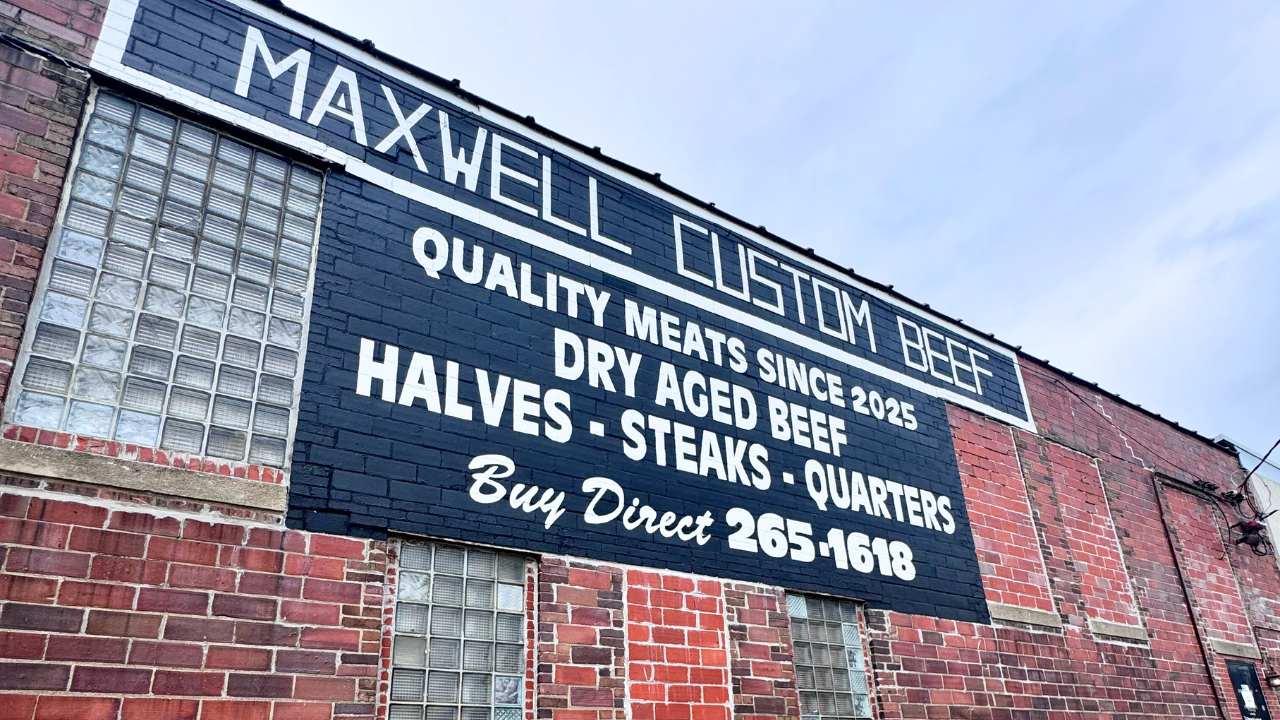 MAXWELL CUSTOM BEEF
QUALITY MEATS SINCE 2025
DRY AGED BEEF
HALVES - STEAKS - QUARTERS
Buy Direct 265-1618